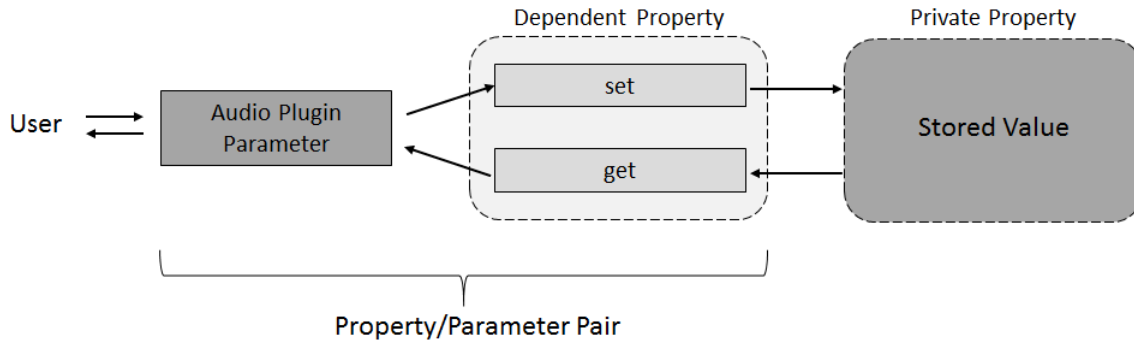 Dependent Property
Private Property
User
Audio Plugin
Parameter
set
get
Stored Value
Property/Parameter Pair